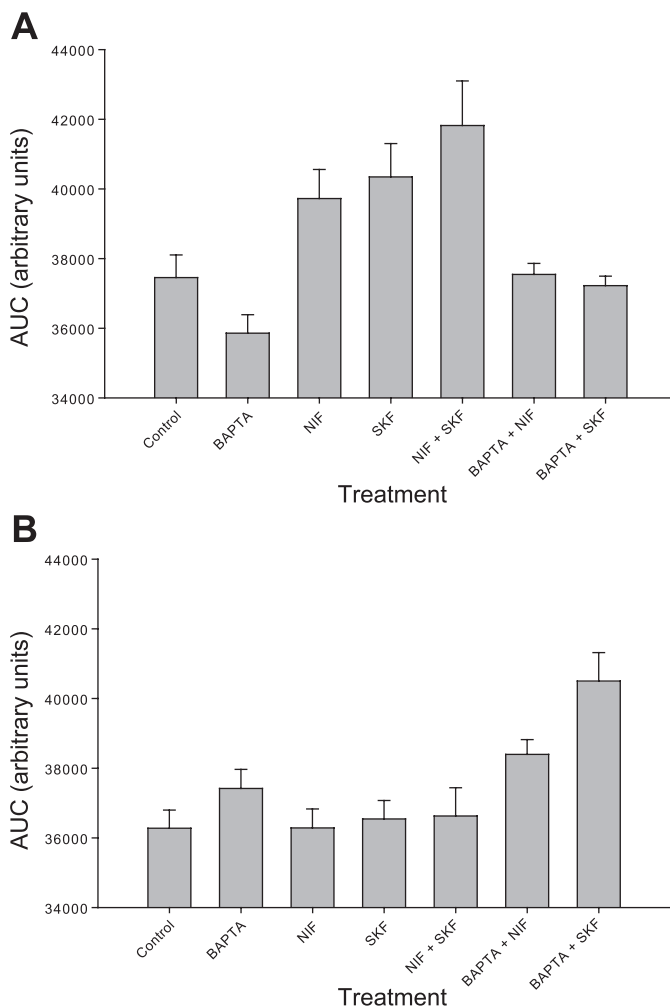 A
AUC (arbitrary units)
44000
42000
40000
38000
36000
34000
Control
BAPTA
NIF
SKF
NIF + SKF
BAPTA + NIF
BAPTA + SKF
Treatment
B
AUC (arbitrary units)
44000
42000
40000
38000
36000
34000
Control
BAPTA
NIF
SKF
NIF + SKF
BAPTA + NIF
BAPTA + SKF
Treatment